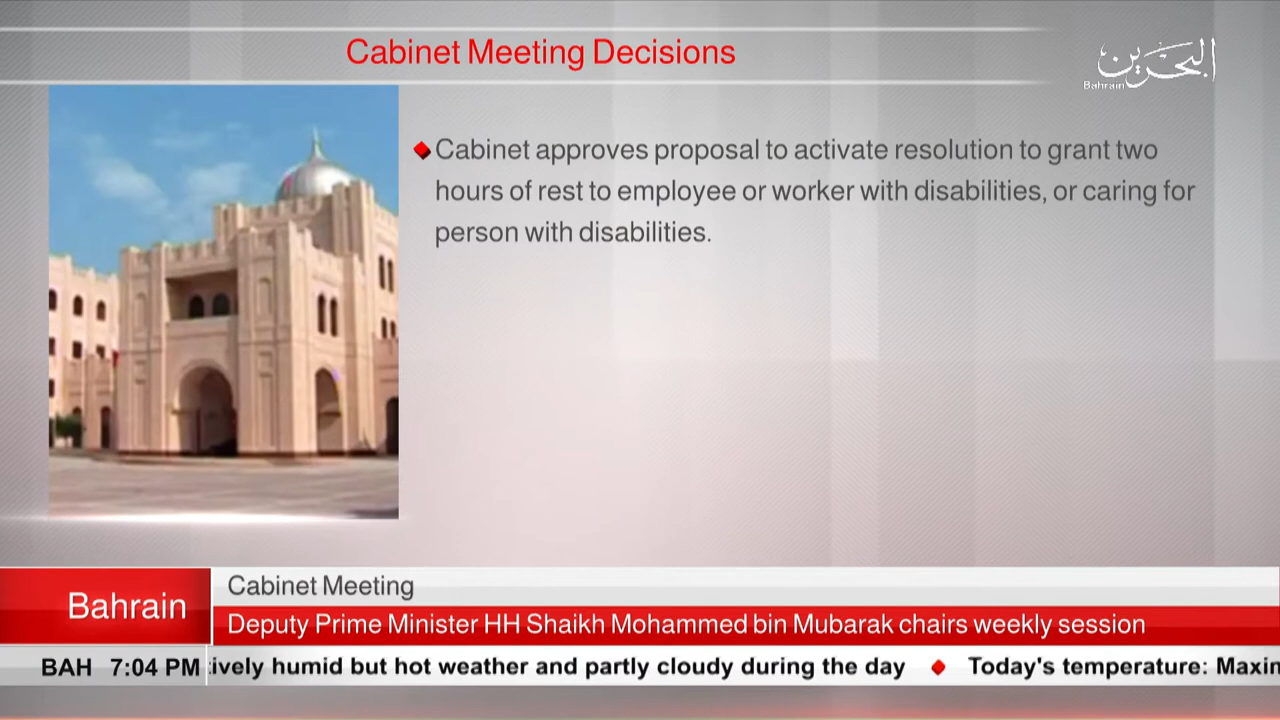 Cabinet Meeting Decisions
البحرين
Bahrain
Cabinet approves proposal to activate resolution to grant two
hours of rest to employee or worker with disabilities, or caring for
person with disabilities.
Cabinet Meeting
Bahrain
Deputy Prime Minister HH Shaikh Mohammed bin Mubarak chairs weekly session
BAH 7:04 PM ively humid but hot weather and partly cloudy during the day ◆ Today's temperature: Maxin